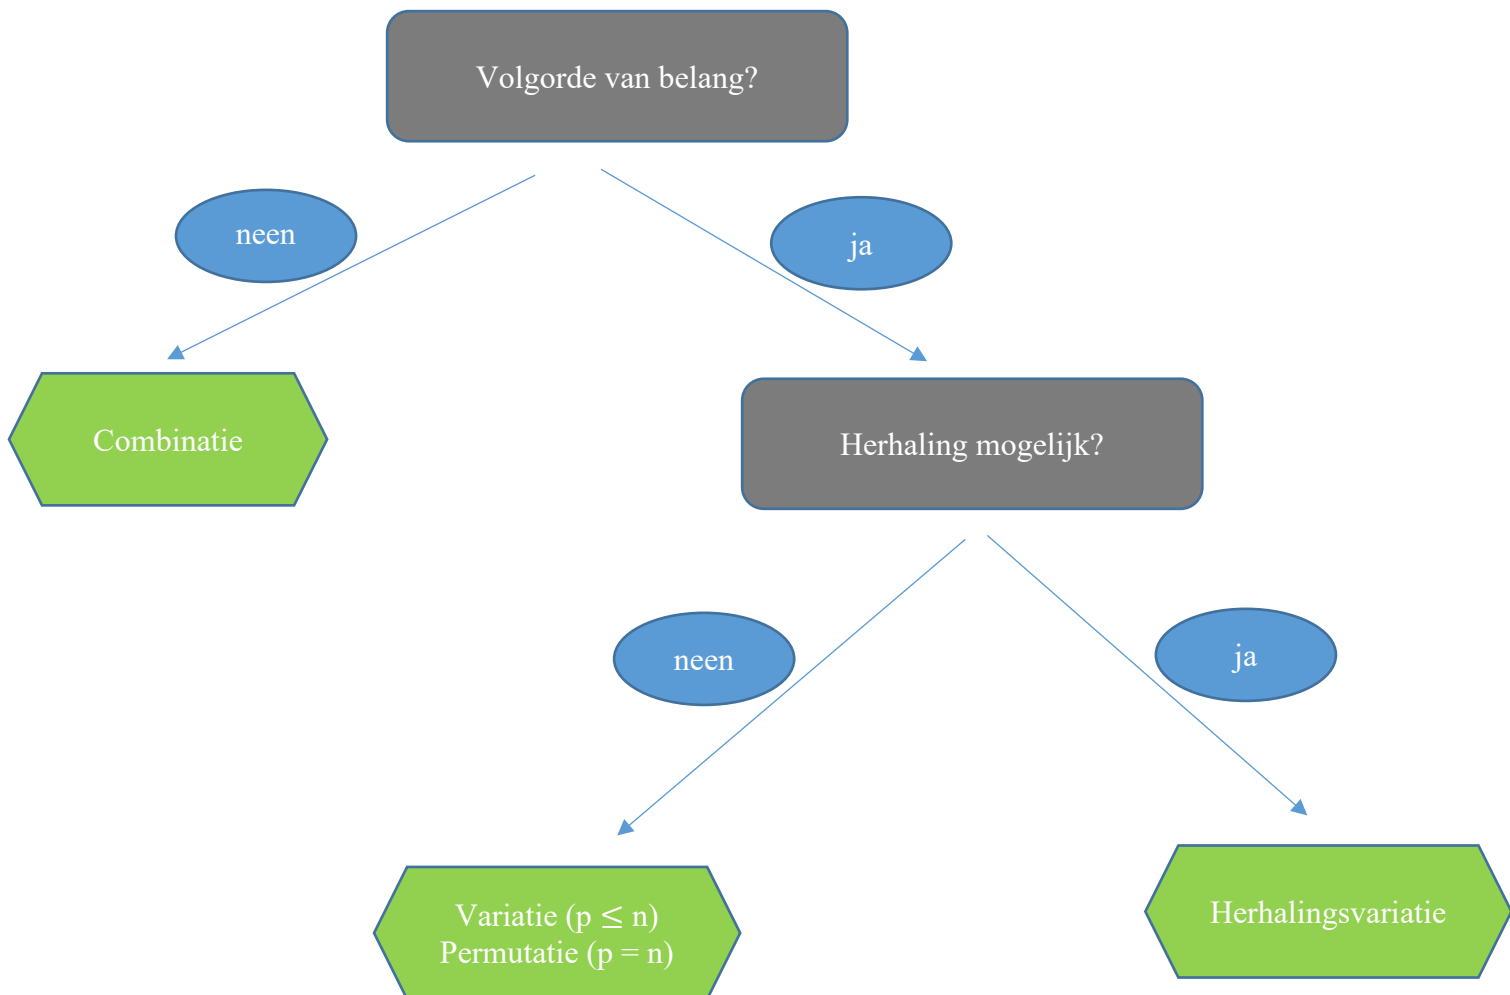 Volgorde van belang?
neen
ja
Combinatie
Herhaling mogelijk?
neen
ja
Variatie (p ≤ n)
Permutatie (p = n)
Herhalingsvariatie